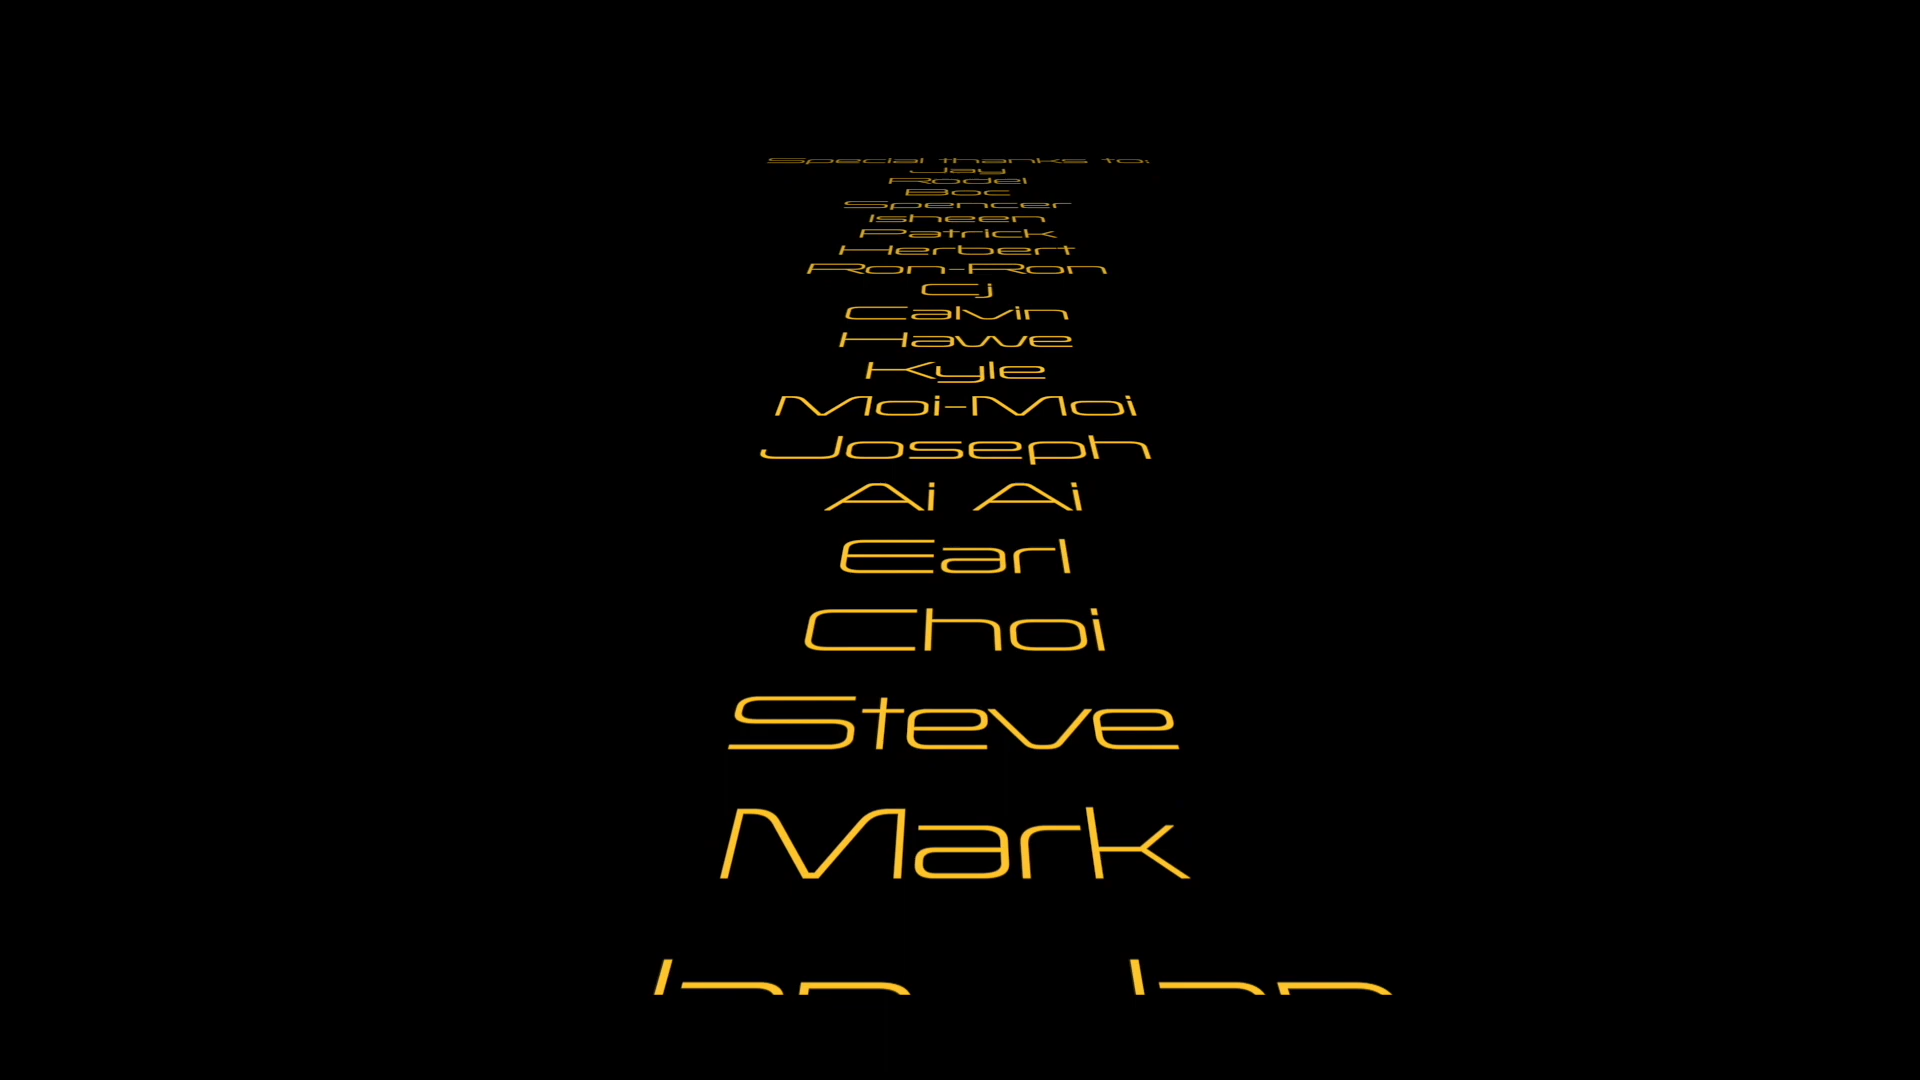 Special thanks to:
Jay
Rodel
Boc
Spencer
Isheen
Patrick
Herbert
Ron-Ron
Cj
Calvin
Hawe
Kyle
Moi-Moi
Joseph
Ai Ai
Earl
Choi
Steve
Mark